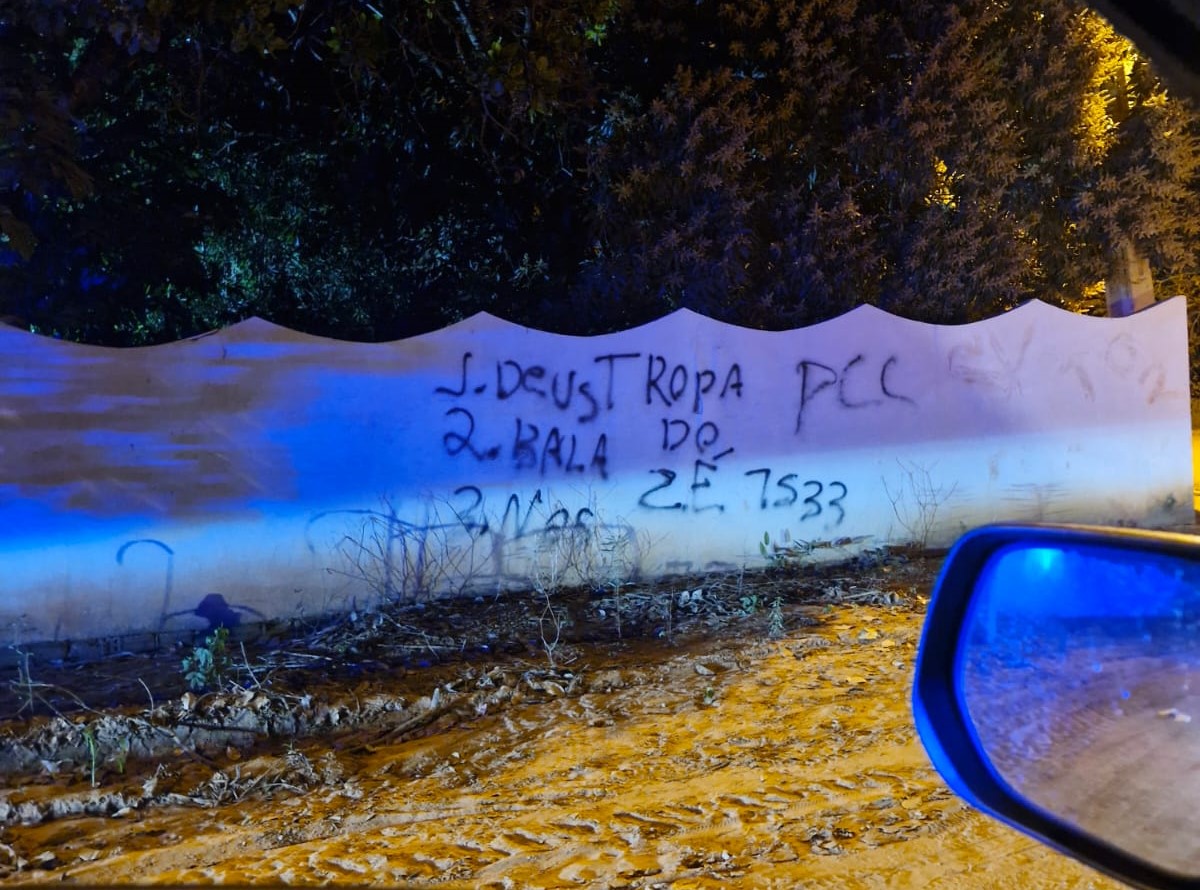 1. Deus TROPA PCC
2. BALA DO
ZÉ 7533